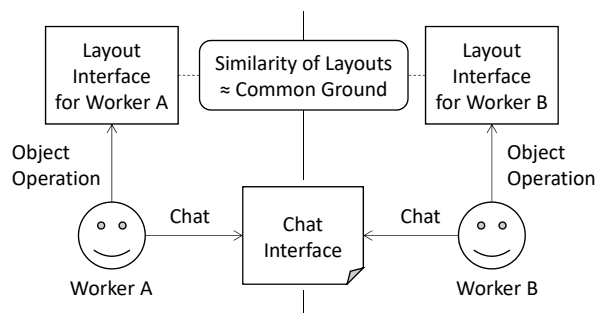 Layout
Interface
for Worker A
Similarity of Layouts
≈ Common Ground
Layout
Interface
for Worker B
Object
Operation
Object
Operation
Chat
Chat
Interface
Chat
Worker A
Worker B